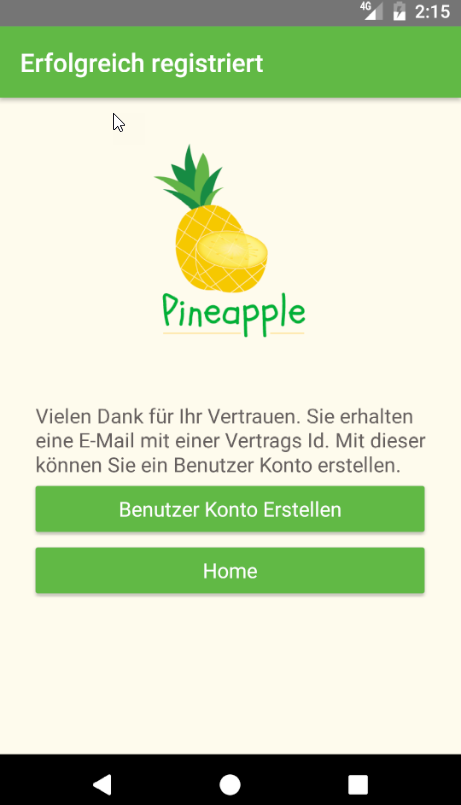 4G 2:15
Erfolgreich registriert
Pineapple
Vielen Dank für Ihr Vertrauen. Sie erhalten
eine E-Mail mit einer Vertrags Id. Mit dieser
können Sie ein Benutzer Konto erstellen.
Benutzer Konto Erstellen
Home